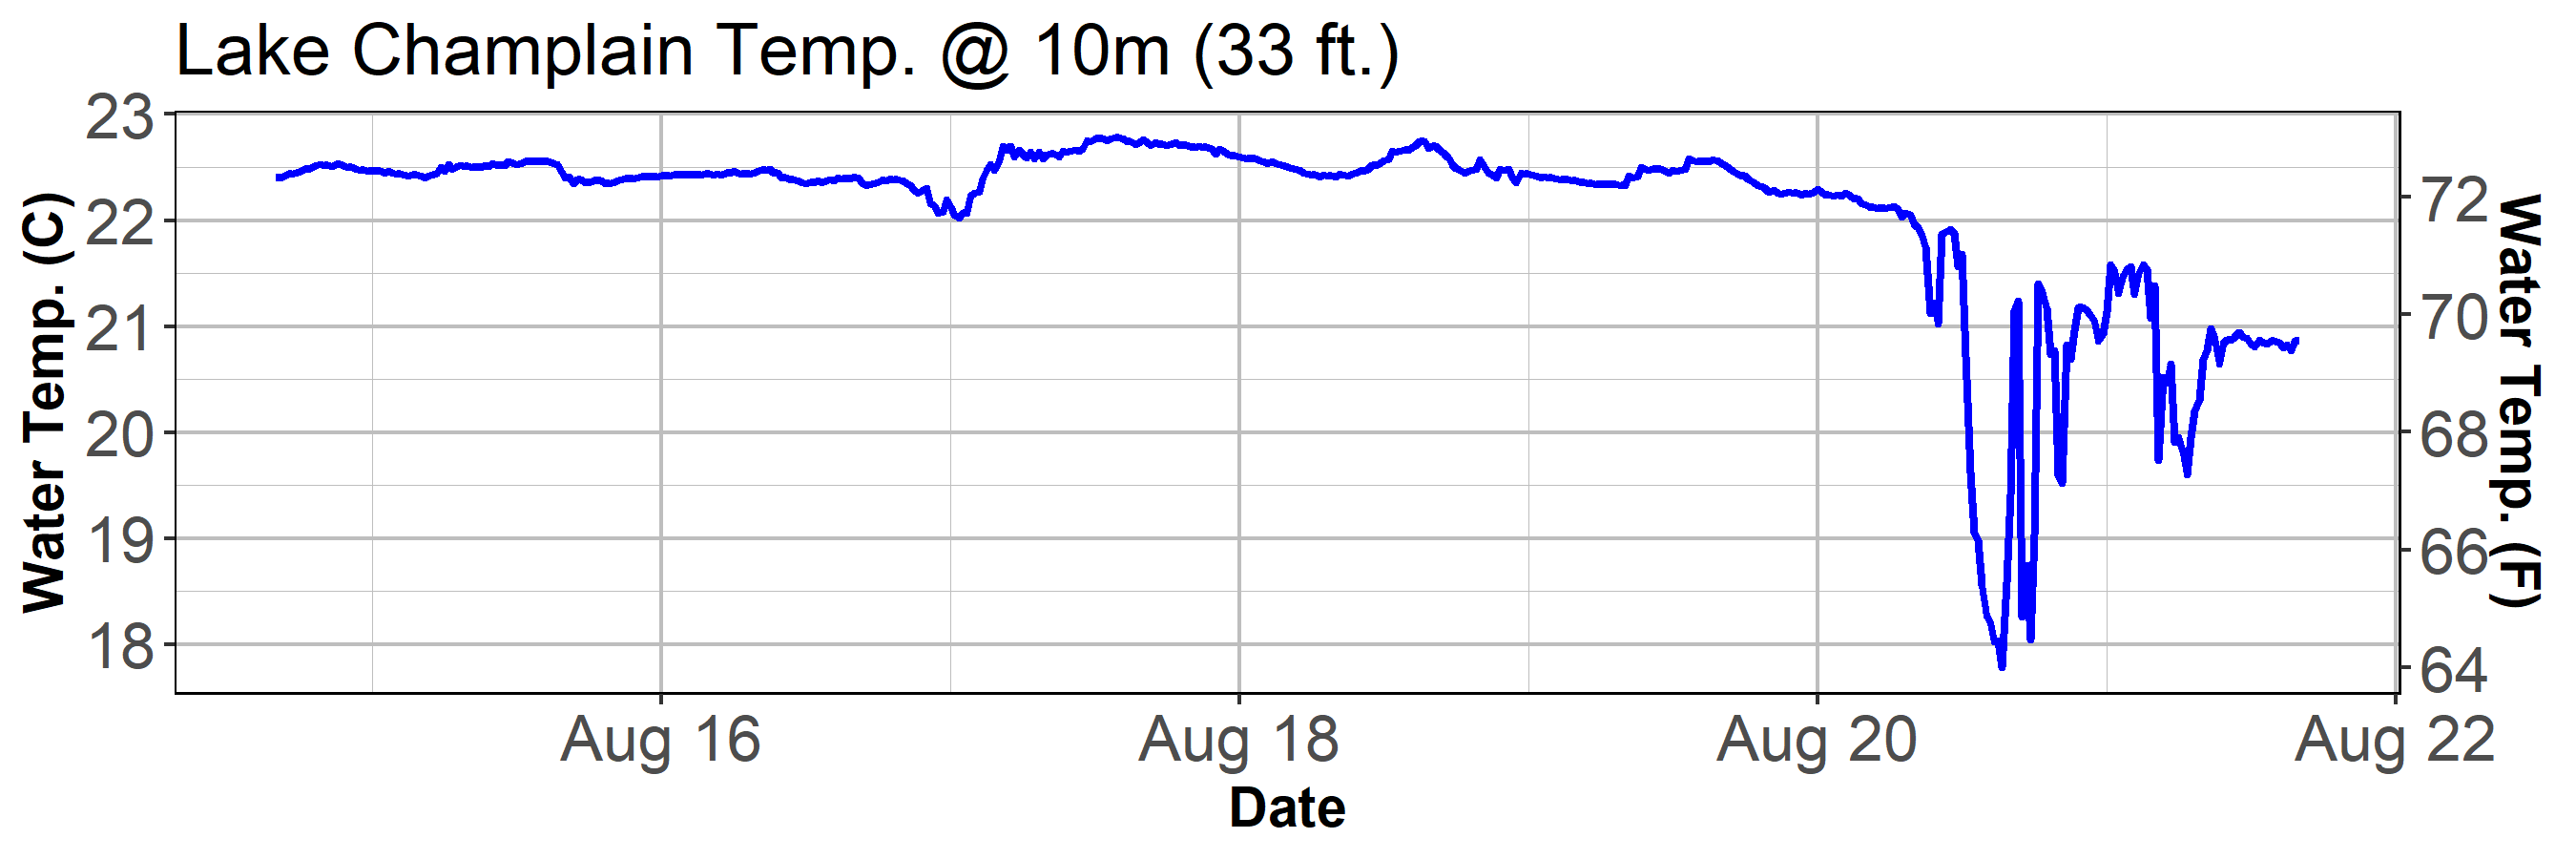 Lake Champlain Temp. @ 10m (33 ft.)
Water Temp. (C)
23
22
21
20
19
18
72
70
68
66
64
Water Temp. (F)
Aug 16 Aug 18 Aug 20 Aug 22
Date